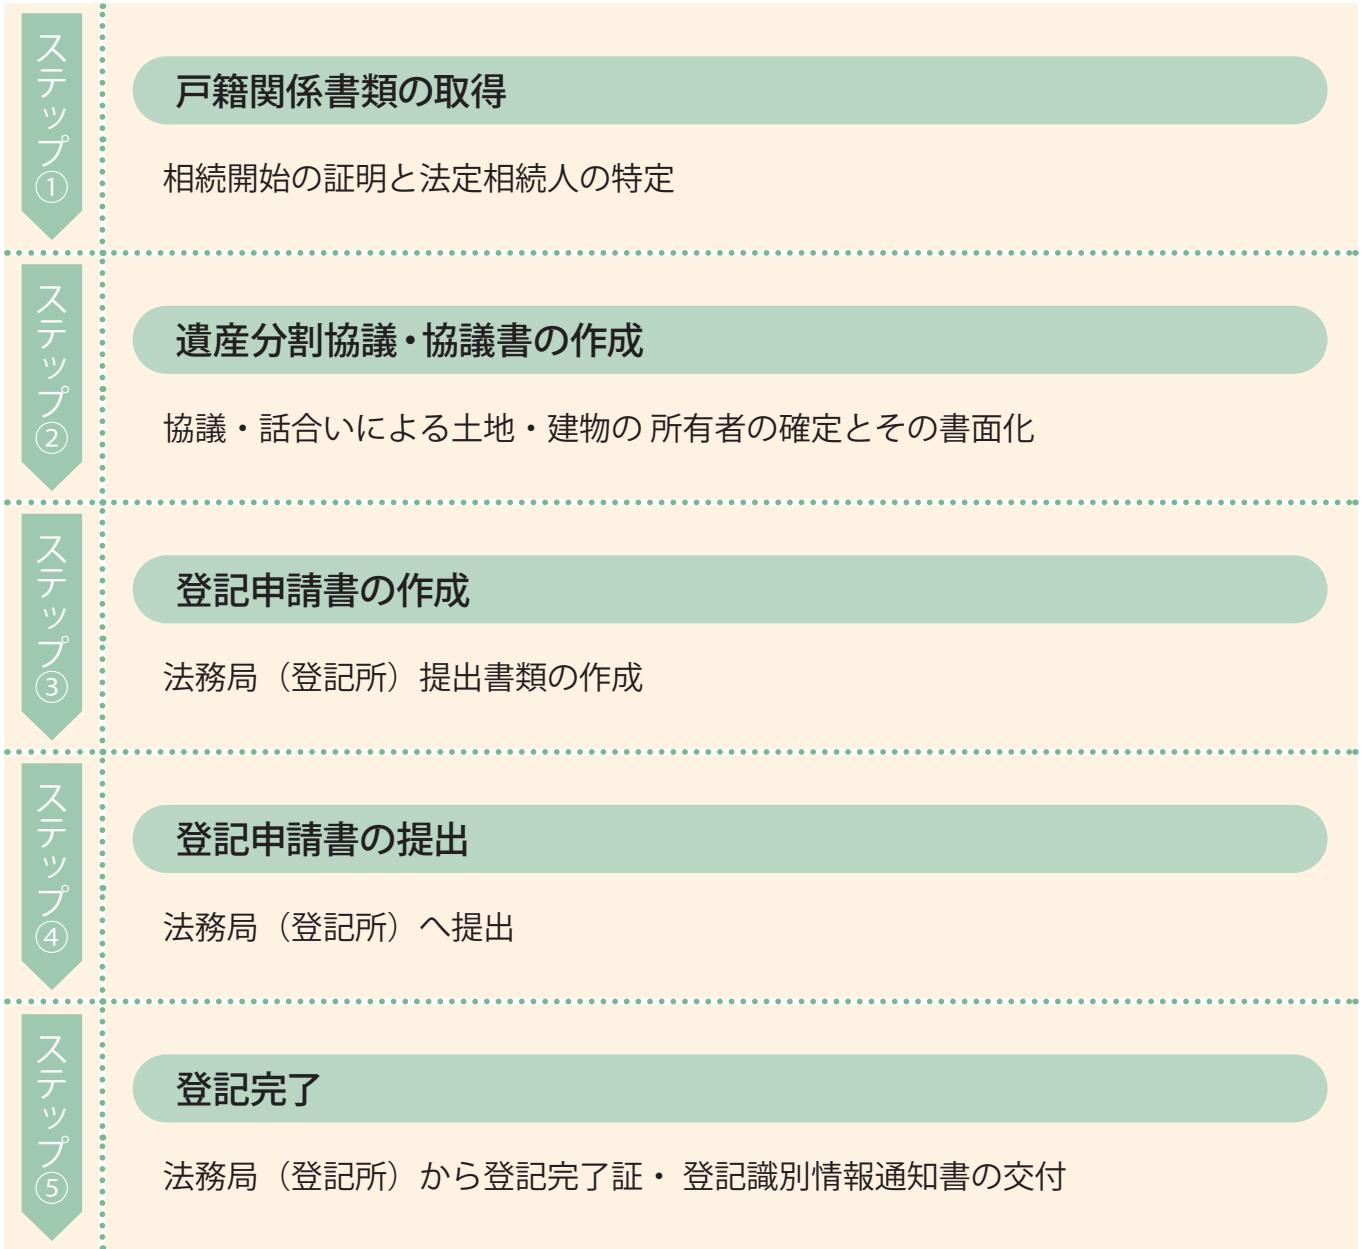 ステップ①
戸籍関係書類の取得
相続開始の証明と法定相続人の特定
ステップ②
遺産分割協議・協議書の作成
協議・話合いによる土地・建物の 所有者の確定とその書面化
ステップ③
登記申請書の作成
法務局（登記所）提出書類の作成
ステップ④
登記申請書の提出
法務局（登記所）へ提出
ステップ⑤
登記完了
法務局（登記所）から登記完了証・ 登記識別情報通知書の交付